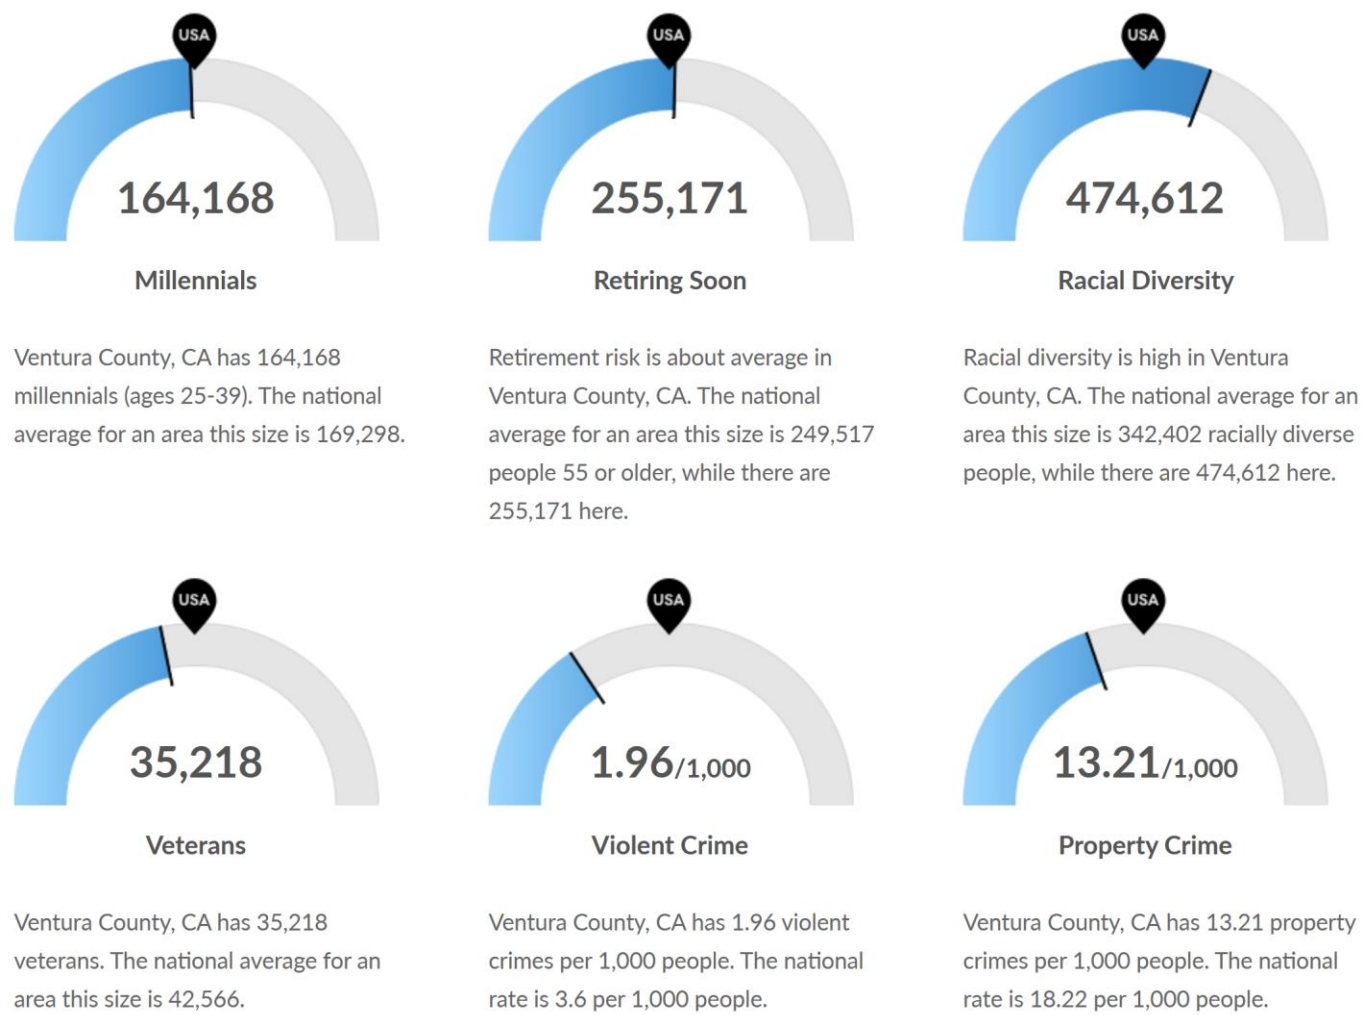 USA
164,168
Millennials
Ventura County, CA has 164,168
millennials (ages 25-39). The national
average for an area this size is 169,298.
USA
255,171
Retiring Soon
Retirement risk is about average in
Ventura County, CA. The national
average for an area this size is 249,517
people 55 or older, while there are
255,171 here.
USA
474,612
Racial Diversity
Racial diversity is high in Ventura
County, CA. The national average for an
area this size is 342,402 racially diverse
people, while there are 474,612 here.
USA
35,218
Veterans
Ventura County, CA has 35,218
veterans. The national average for an
area this size is 42,566.
USA
1.96/1,000
Violent Crime
Ventura County, CA has 1.96 violent
crimes per 1,000 people. The national
rate is 3.6 per 1,000 people.
USA
13.21/1,000
Property Crime
Ventura County, CA has 13.21 property
crimes per 1,000 people. The national
rate is 18.22 per 1,000 people.